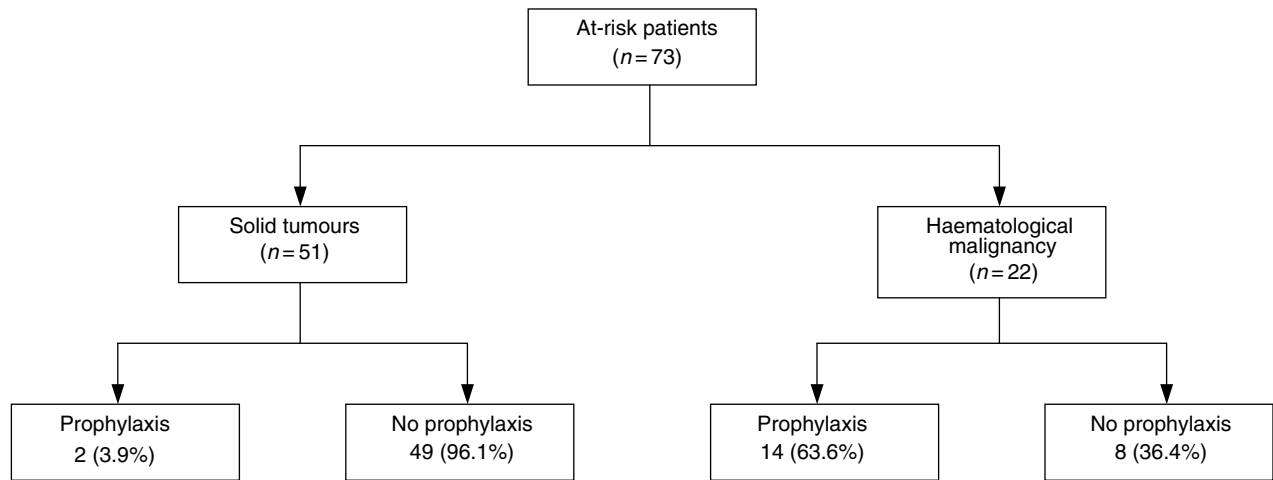 At-risk patients
(n = 73)
Solid tumours
(n = 51)
Haematological
malignancy
(n = 22)
Prophylaxis
2 (3.9%)
No prophylaxis
49 (96.1%)
Prophylaxis
14 (63.6%)
No prophylaxis
8 (36.4%)